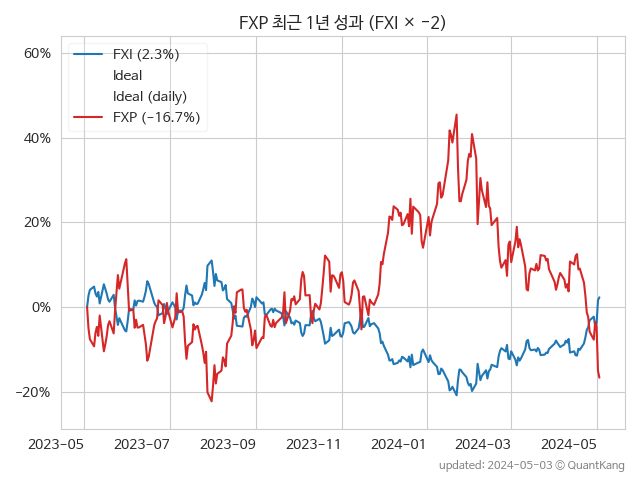 FXP 최근 1년 성과 (FXI × −2)
FXI (2.3%)
Ideal
Ideal (daily)
FXP (−16.7%)
60%
40%
20%
0%
−20%
2023-05 2023-07 2023-09 2023-11 2024-01 2024-03 2024-05
updated: 2024-05-03 ⓒ QuantKang